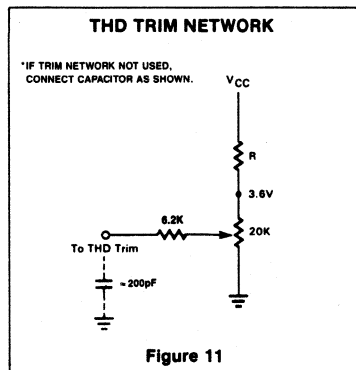 THD TRIM NETWORK
*IF TRIM NETWORK NOT USED,
CONNECT CAPACITOR AS SHOWN.
VCC
R
3.6V
6.2K
20K
To THD Trim
≈200pF
Figure 11